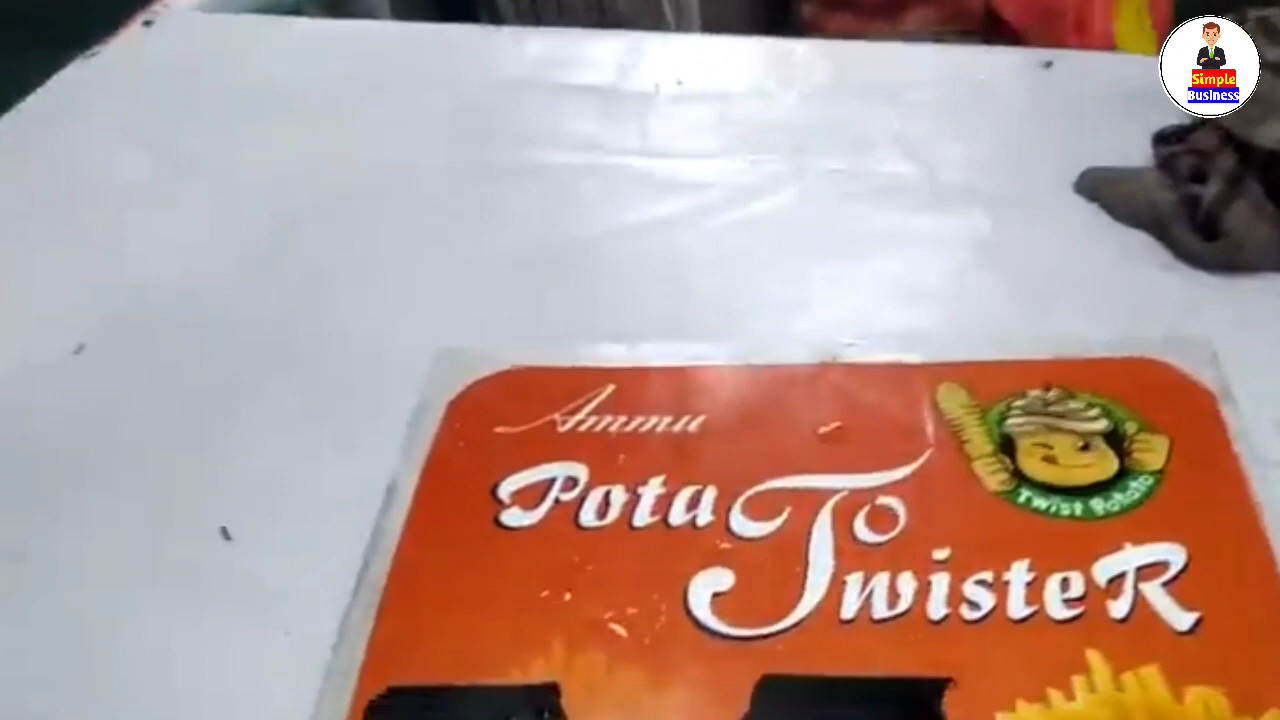 Simple
Business
Ammu
PotaTo
TwisteR
Twist Potato